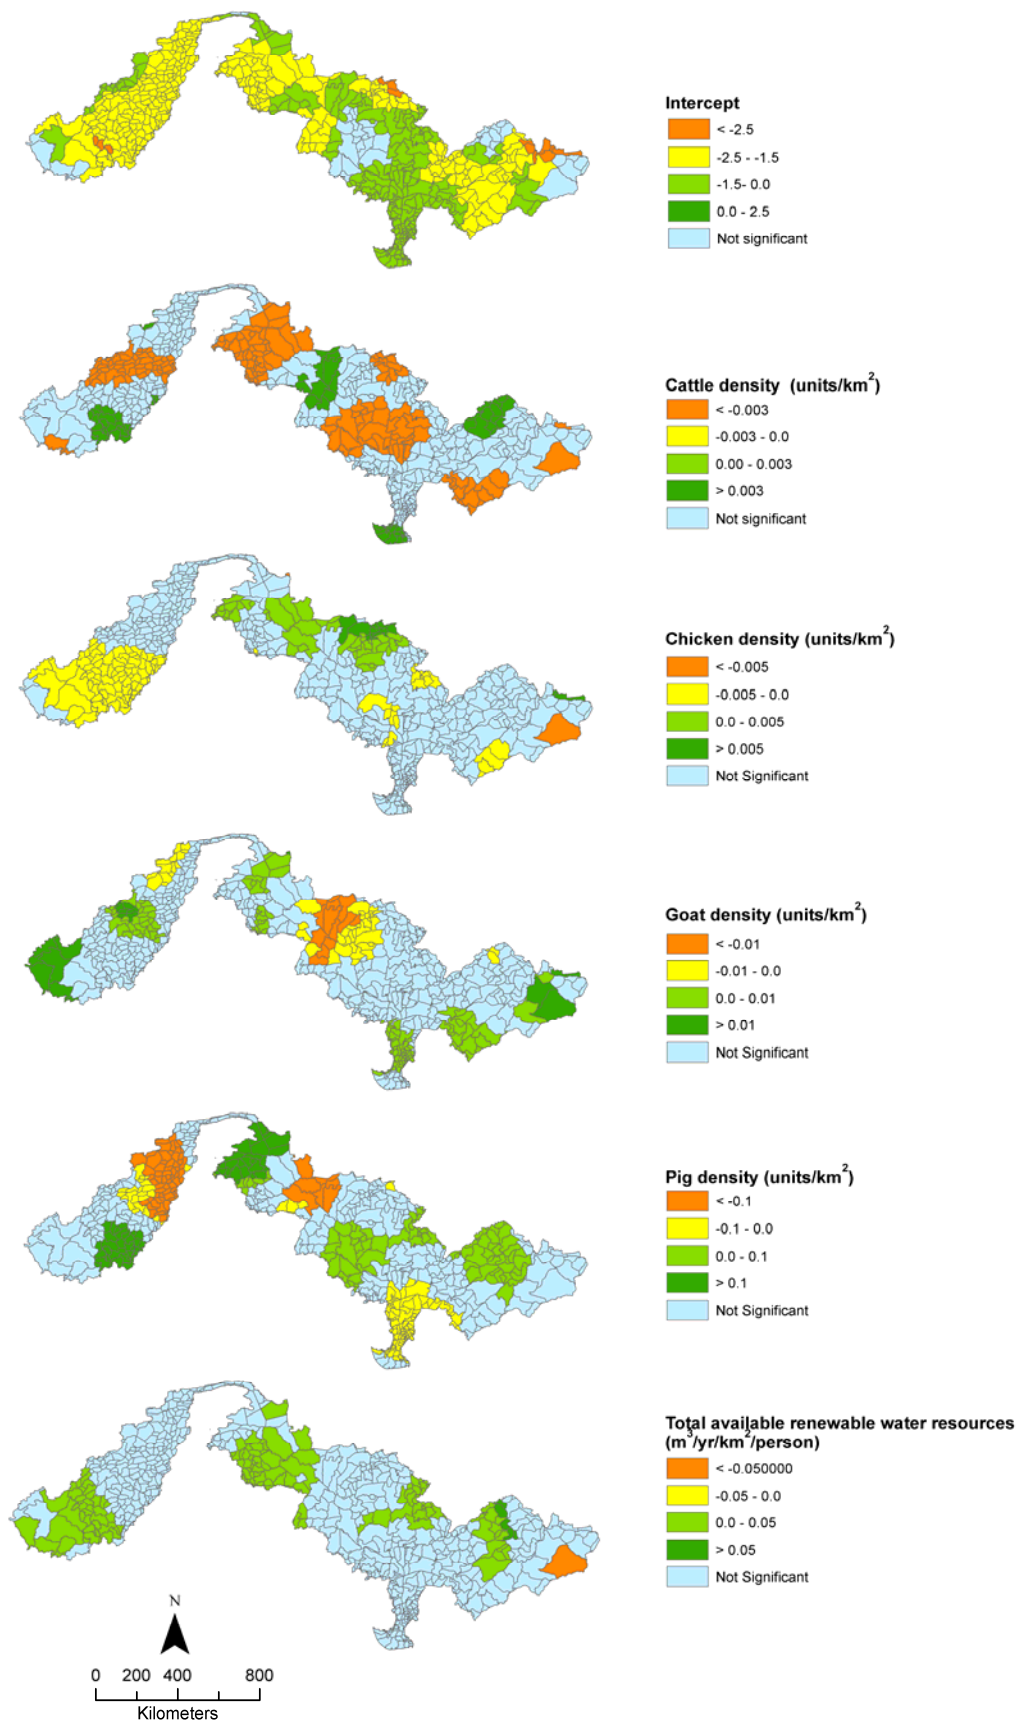 Intercept
< -2.5
-2.5 - -1.5
-1.5- 0.0
0.0 - 2.5
Not significant
Cattle density (units/km²)
< -0.003
-0.003 - 0.0
0.00 - 0.003
> 0.003
Not significant
Chicken density (units/km²)
< -0.005
-0.005 - 0.0
0.0 - 0.005
> 0.005
Not Significant
Goat density (units/km²)
< -0.01
-0.01 - 0.0
0.0 - 0.01
> 0.01
Not Significant
Pig density (units/km²)
< -0.1
-0.1 - 0.0
0.0 - 0.1
> 0.1
Not Significant
Total available renewable water resources
(m³/yr/km²/person)
< -0.050000
-0.05 - 0.0
0.0 - 0.05
> 0.05
Not Significant
N
0 200 400 800
Kilometers